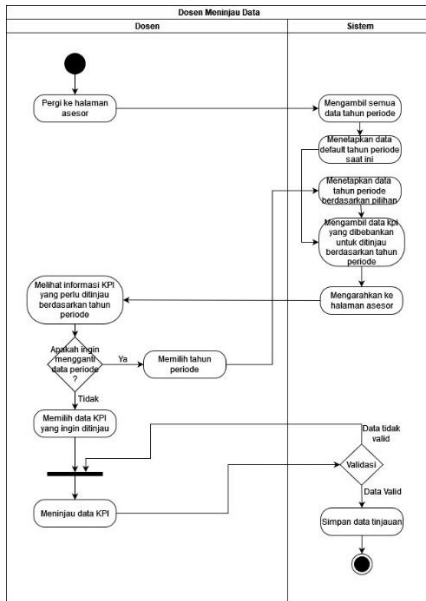 Dosen Meninjau Data
Dosen
Sistem
Pergi ke halaman
asesor
Mengambil semua
data tahun periode
Menetapkan data
default tahun periode
saat ini
Menetapkan data
tahun periode
berdasarkan pilihan
Mengambil data kpi
yang dibebankan
untuk ditinjau
berdasarkan tahun
periode
Mengarahkan ke
halaman asesor
Melihat informasi KPI
yang perlu ditinjau
berdasarkan tahun
periode
Apakah ingin
mengganti
data periode
?
Ya
Memilih tahun
periode
Tidak
Memilih data KPI
yang ingin ditinjau
Data tidak
valid
Validasi
Meninjau data KPI
Data Valid
Simpan data tinjauan